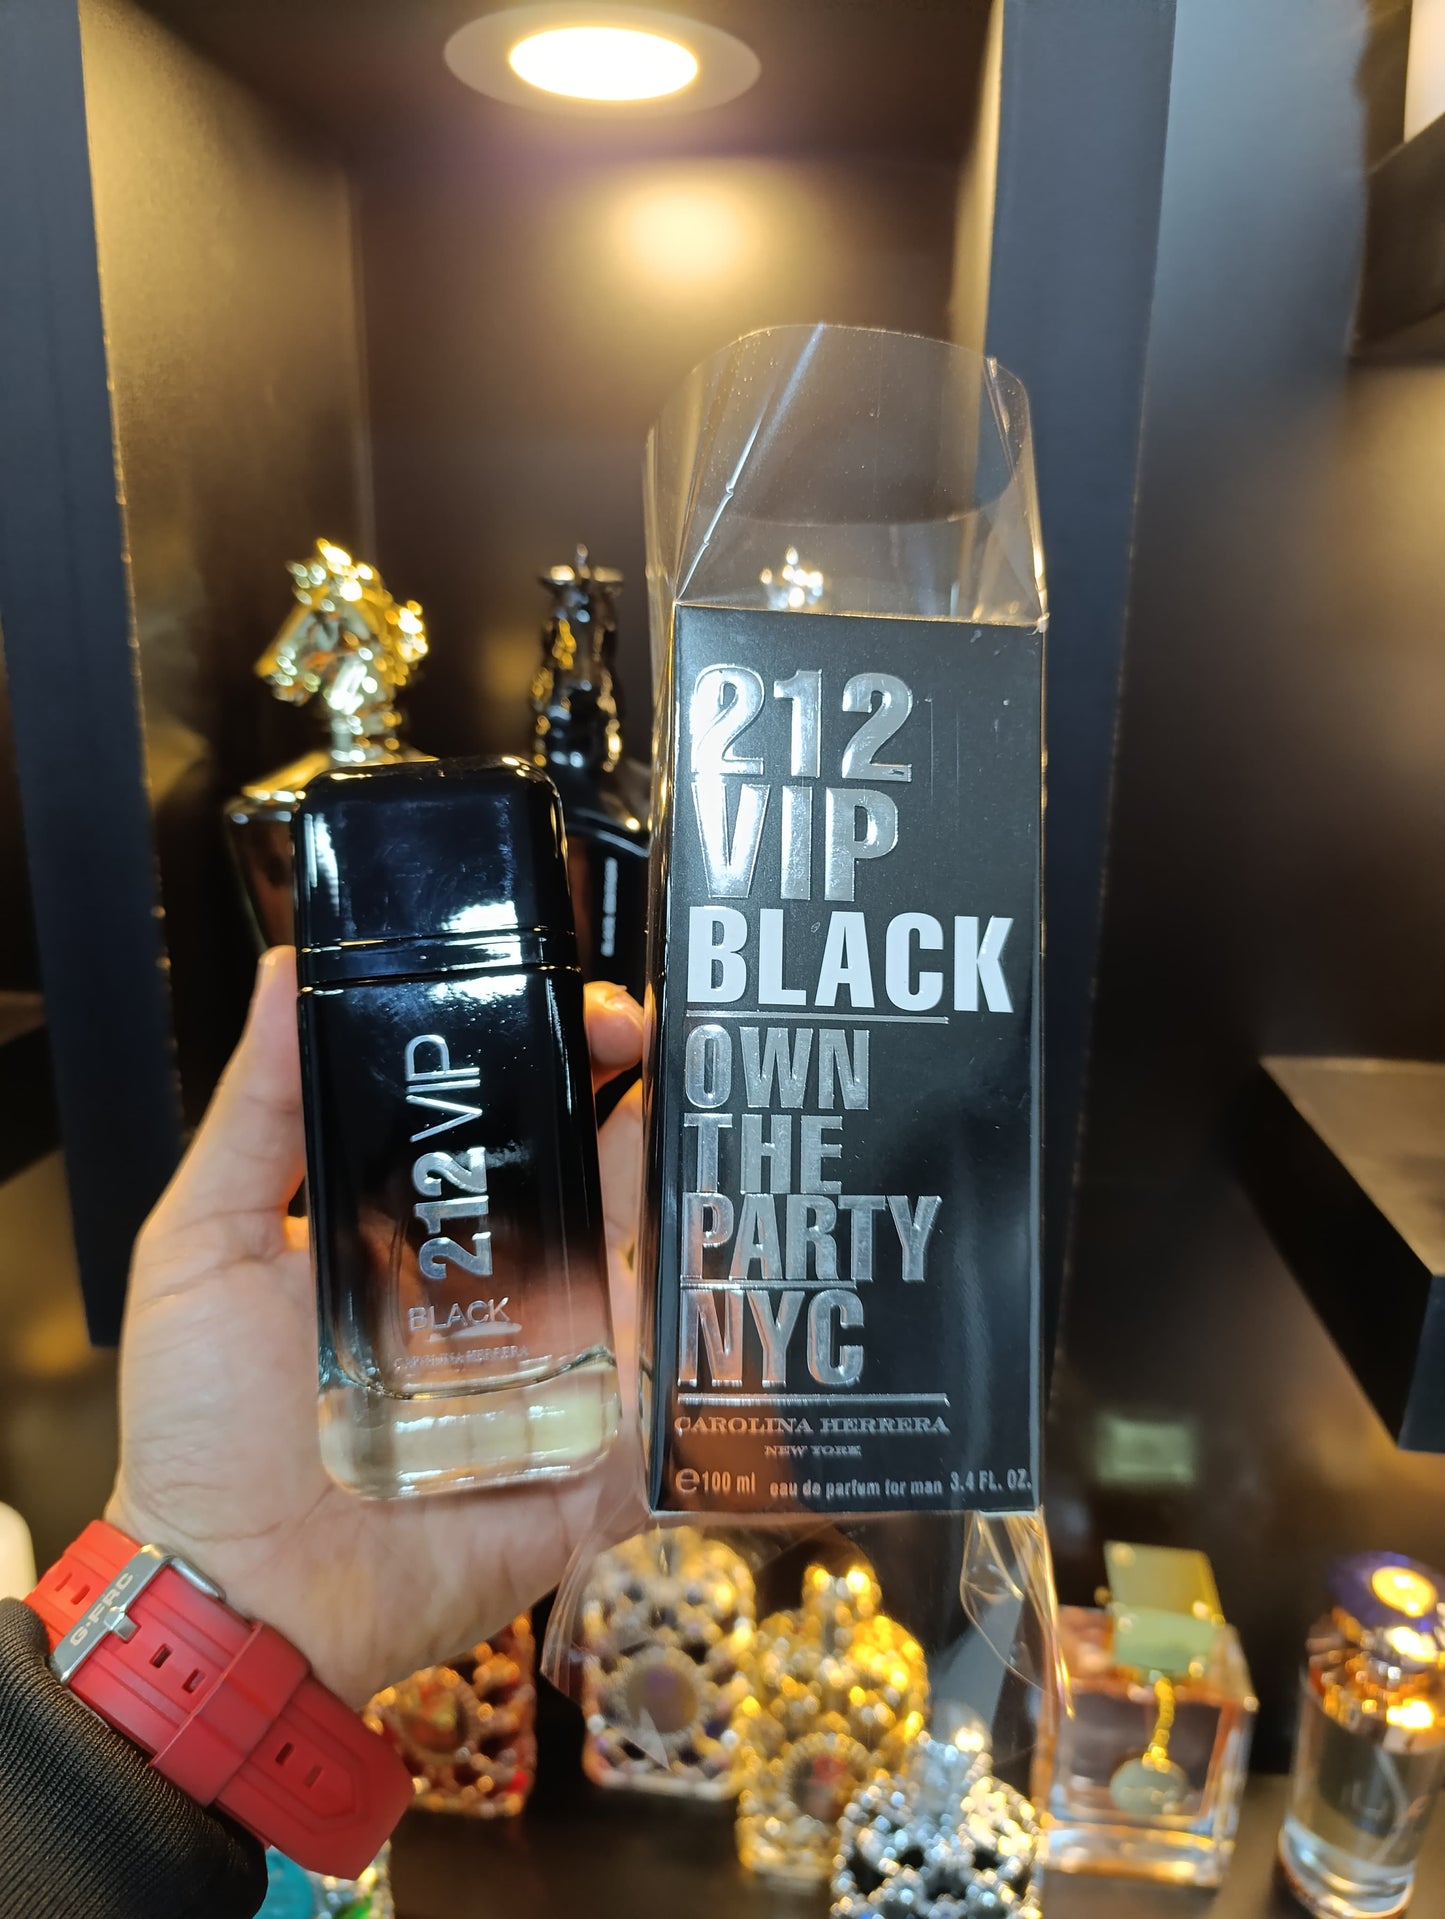 212 VIP
BLACK
CAROLINA HERRERA
212
VIP
BLACK
OWN
THE
PARTY
NYC
CAROLINA HERRERA
NEW YORK
℮100 ml eau de parfum for man 3.4 FL. OZ.
G-FRC